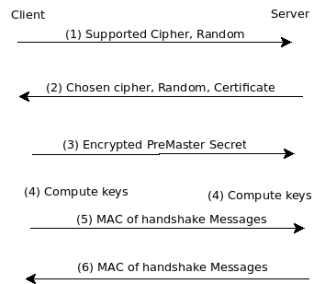 Client
Server
(1) Supported Cipher, Random
(2) Chosen cipher, Random, Certificate
(3) Encrypted PreMaster Secret
(4) Compute keys
(4) Compute keys
(5) MAC of handshake Messages
(6) MAC of handshake Messages